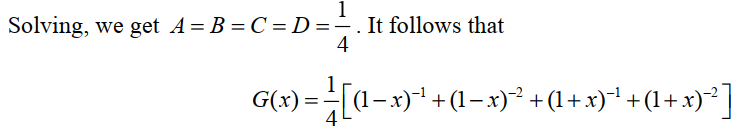 Solving, we get A = B = C = D = 1/4. It follows that
G(x) = 1/4[(1 − x)⁻¹ + (1 − x)⁻² + (1 + x)⁻¹ + (1 + x)⁻²]